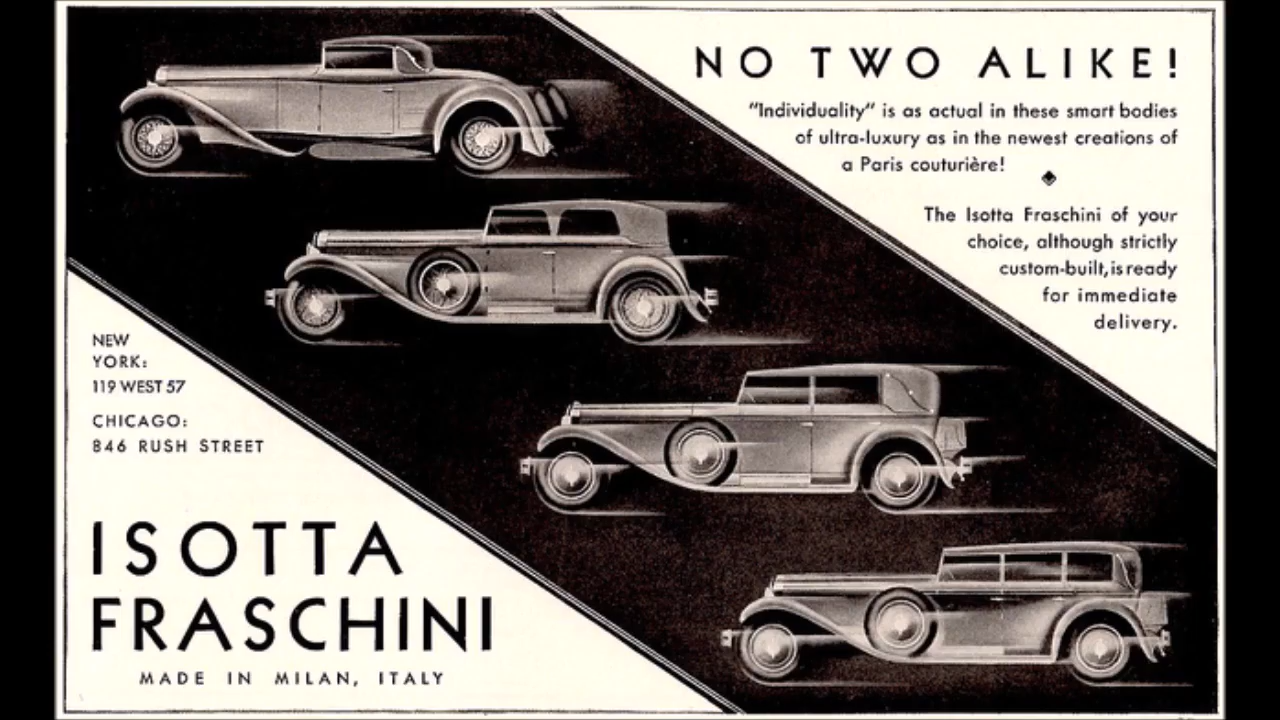 NO TWO ALIKE!
"Individuality" is as actual in these smart bodies
of ultra-luxury as in the newest creations of
a Paris couturière!
The Isotta Fraschini of your
choice, although strictly
custom-built, is ready
for immediate
delivery.
NEW
YORK:
119 WEST 57
CHICAGO:
846 RUSH STREET
ISOTTA
FRASCHINI
MADE IN MILAN, ITALY